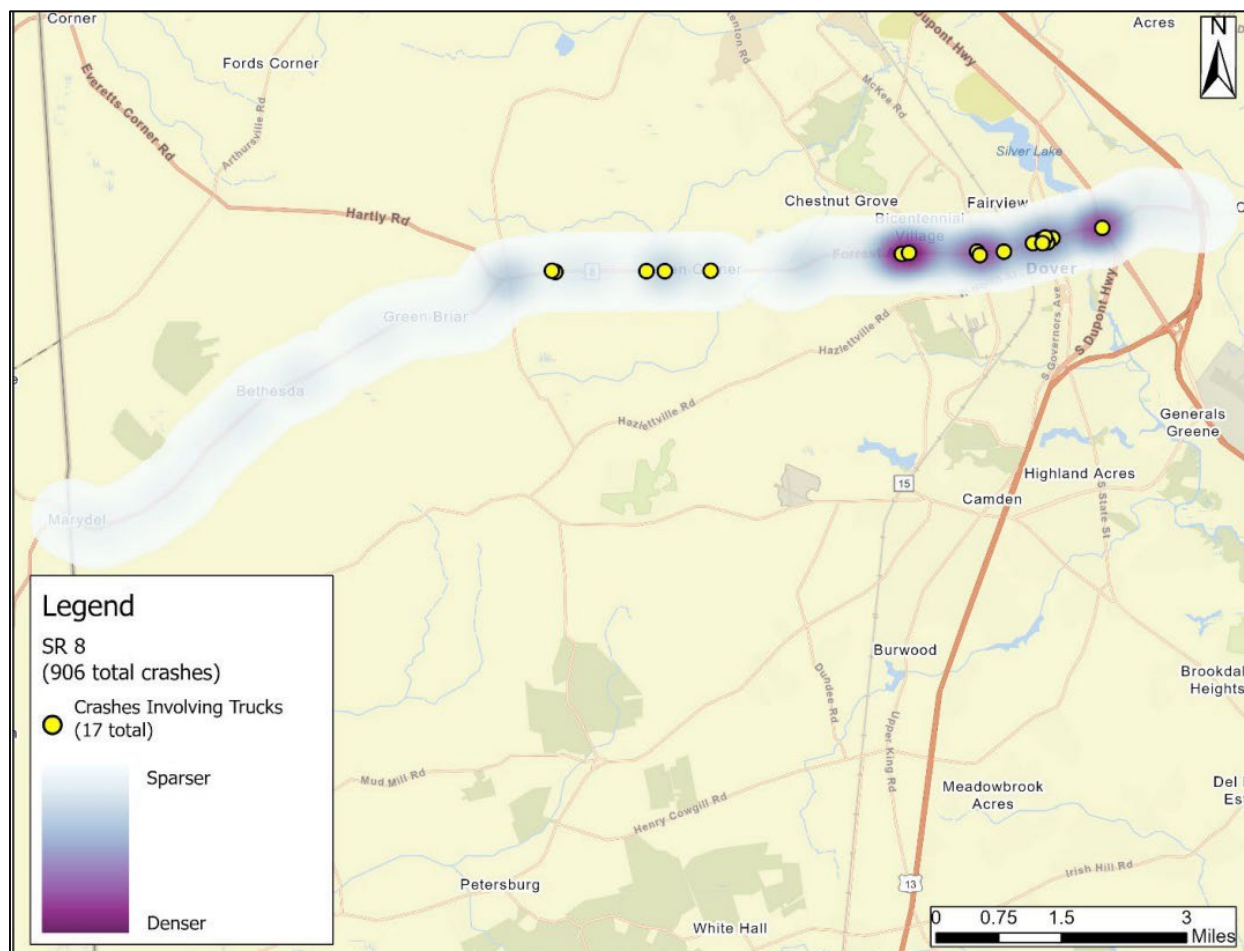 Corner
Fords Corner
Everetts Corner Rd
Arthursville Rd
Hartly Rd
McKee Rd
Dupont Hwy
Acres
N
Silver Lake
Chestnut Grove
Fairview
Bicentennial
Village
Dover
8
Green Briar
Bethesda
Marydel
Hazlettville Rd
Hazlettville Rd
S Governors Ave
S Dupont Hwy
Generals
Greene
Highland Acres
15
Camden
S State St
Legend
SR 8
(906 total crashes)
Crashes Involving Trucks
(17 total)
Sparser
Denser
Burwood
Dundee Rd
Upper King Rd
Mud Mill Rd
Henry Cowgill Rd
Meadowbrook
Acres
Petersburg
White Hall
13
Irish Hill Rd
0 0.75 1.5 3
Miles